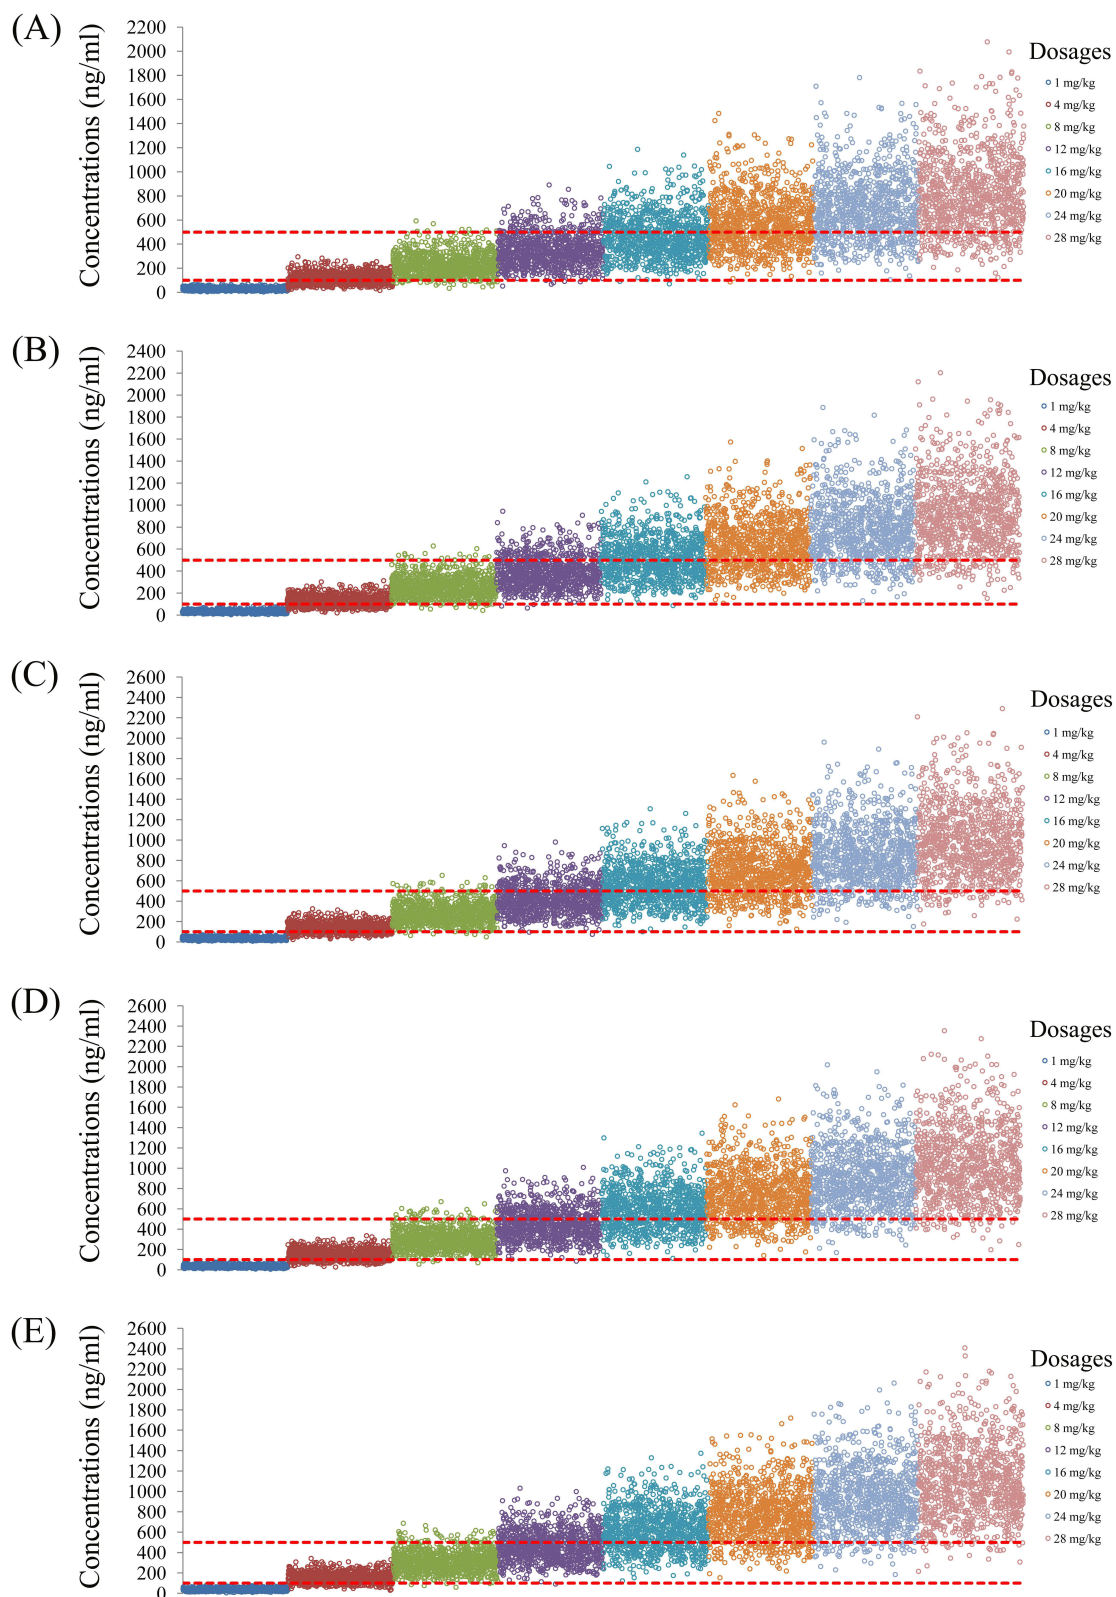 (A)
Concentrations (ng/ml)
2200
2000
1800
1600
1400
1200
1000
800
600
400
200
0
Dosages
1 mg/kg
4 mg/kg
8 mg/kg
12 mg/kg
16 mg/kg
20 mg/kg
24 mg/kg
28 mg/kg
(B)
Concentrations (ng/ml)
2400
2200
2000
1800
1600
1400
1200
1000
800
600
400
200
0
Dosages
1 mg/kg
4 mg/kg
8 mg/kg
12 mg/kg
16 mg/kg
20 mg/kg
24 mg/kg
28 mg/kg
(C)
Concentrations (ng/ml)
2600
2400
2200
2000
1800
1600
1400
1200
1000
800
600
400
200
0
Dosages
1 mg/kg
4 mg/kg
8 mg/kg
12 mg/kg
16 mg/kg
20 mg/kg
24 mg/kg
28 mg/kg
(D)
Concentrations (ng/ml)
2600
2400
2200
2000
1800
1600
1400
1200
1000
800
600
400
200
0
Dosages
1 mg/kg
4 mg/kg
8 mg/kg
12 mg/kg
16 mg/kg
20 mg/kg
24 mg/kg
28 mg/kg
(E)
Concentrations (ng/ml)
2600
2400
2200
2000
1800
1600
1400
1200
1000
800
600
400
200
0
Dosages
1 mg/kg
4 mg/kg
8 mg/kg
12 mg/kg
16 mg/kg
20 mg/kg
24 mg/kg
28 mg/kg